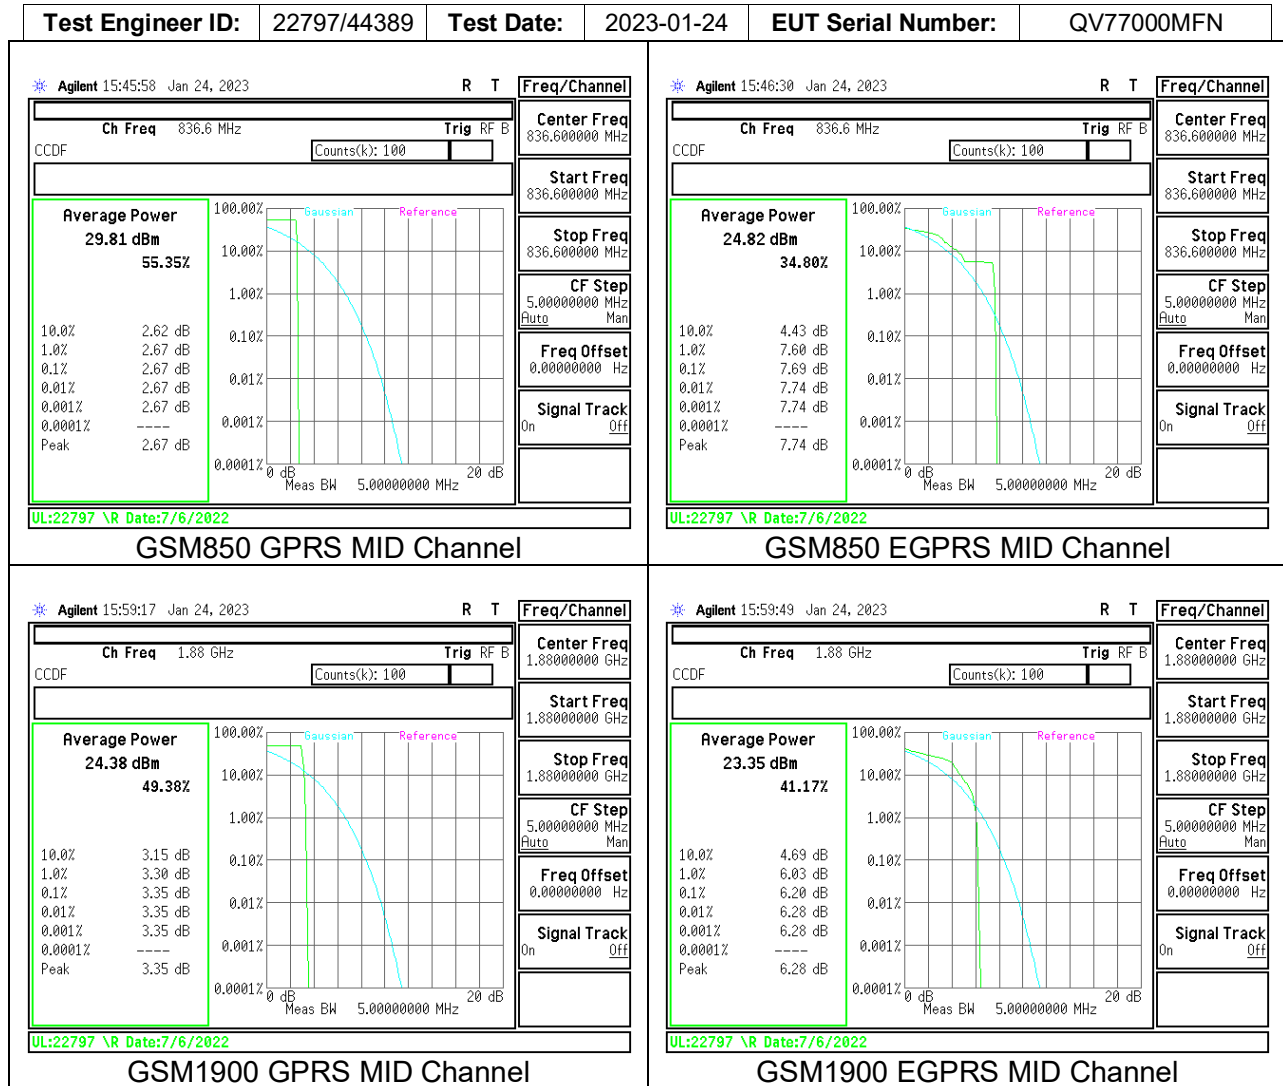 Test Engineer ID: 22797/44389 Test Date: 2023-01-24 EUT Serial Number: QV77000MFN
Agilent 15:45:58 Jan 24, 2023 R T Freq/Channel
Ch Freq 836.6 MHz Trig RF B
CCDF Counts(k): 100
Average Power
29.81 dBm
55.35%
10.0% 2.62 dB
1.0% 2.67 dB
0.1% 2.67 dB
0.01% 2.67 dB
0.001% 2.67 dB
0.0001% ----
Peak 2.67 dB
Gaussian Reference
100.00%
10.00%
1.00%
0.10%
0.01%
0.001%
0.0001%
0 dB 20 dB
Meas BW 5.00000000 MHz
Center Freq
836.600000 MHz
Start Freq
836.600000 MHz
Stop Freq
836.600000 MHz
CF Step
5.00000000 MHz
Auto Man
Freq Offset
0.00000000 Hz
Signal Track
On Off
UL:22797 \R Date:7/6/2022
GSM850 GPRS MID Channel
Agilent 15:46:30 Jan 24, 2023 R T Freq/Channel
Ch Freq 836.6 MHz Trig RF B
CCDF Counts(k): 100
Average Power
24.82 dBm
34.80%
10.0% 4.43 dB
1.0% 7.60 dB
0.1% 7.69 dB
0.01% 7.74 dB
0.001% 7.74 dB
0.0001% ----
Peak 7.74 dB
Gaussian Reference
100.00%
10.00%
1.00%
0.10%
0.01%
0.001%
0.0001%
0 dB 20 dB
Meas BW 5.00000000 MHz
Center Freq
836.600000 MHz
Start Freq
836.600000 MHz
Stop Freq
836.600000 MHz
CF Step
5.00000000 MHz
Auto Man
Freq Offset
0.00000000 Hz
Signal Track
On Off
UL:22797 \R Date:7/6/2022
GSM850 EGPRS MID Channel
Agilent 15:59:17 Jan 24, 2023 R T Freq/Channel
Ch Freq 1.88 GHz Trig RF B
CCDF Counts(k): 100
Average Power
24.38 dBm
49.38%
10.0% 3.15 dB
1.0% 3.30 dB
0.1% 3.35 dB
0.01% 3.35 dB
0.001% 3.35 dB
0.0001% ----
Peak 3.35 dB
Gaussian Reference
100.00%
10.00%
1.00%
0.10%
0.01%
0.001%
0.0001%
0 dB 20 dB
Meas BW 5.00000000 MHz
Center Freq
1.88000000 GHz
Start Freq
1.88000000 GHz
Stop Freq
1.88000000 GHz
CF Step
5.00000000 MHz
Auto Man
Freq Offset
0.00000000 Hz
Signal Track
On Off
UL:22797 \R Date:7/6/2022
GSM1900 GPRS MID Channel
Agilent 15:59:49 Jan 24, 2023 R T Freq/Channel
Ch Freq 1.88 GHz Trig RF B
CCDF Counts(k): 100
Average Power
23.35 dBm
41.17%
10.0% 4.69 dB
1.0% 6.03 dB
0.1% 6.20 dB
0.01% 6.28 dB
0.001% 6.28 dB
0.0001% ----
Peak 6.28 dB
Gaussian Reference
100.00%
10.00%
1.00%
0.10%
0.01%
0.001%
0.0001%
0 dB 20 dB
Meas BW 5.00000000 MHz
Center Freq
1.88000000 GHz
Start Freq
1.88000000 GHz
Stop Freq
1.88000000 GHz
CF Step
5.00000000 MHz
Auto Man
Freq Offset
0.00000000 Hz
Signal Track
On Off
UL:22797 \R Date:7/6/2022
GSM1900 EGPRS MID Channel